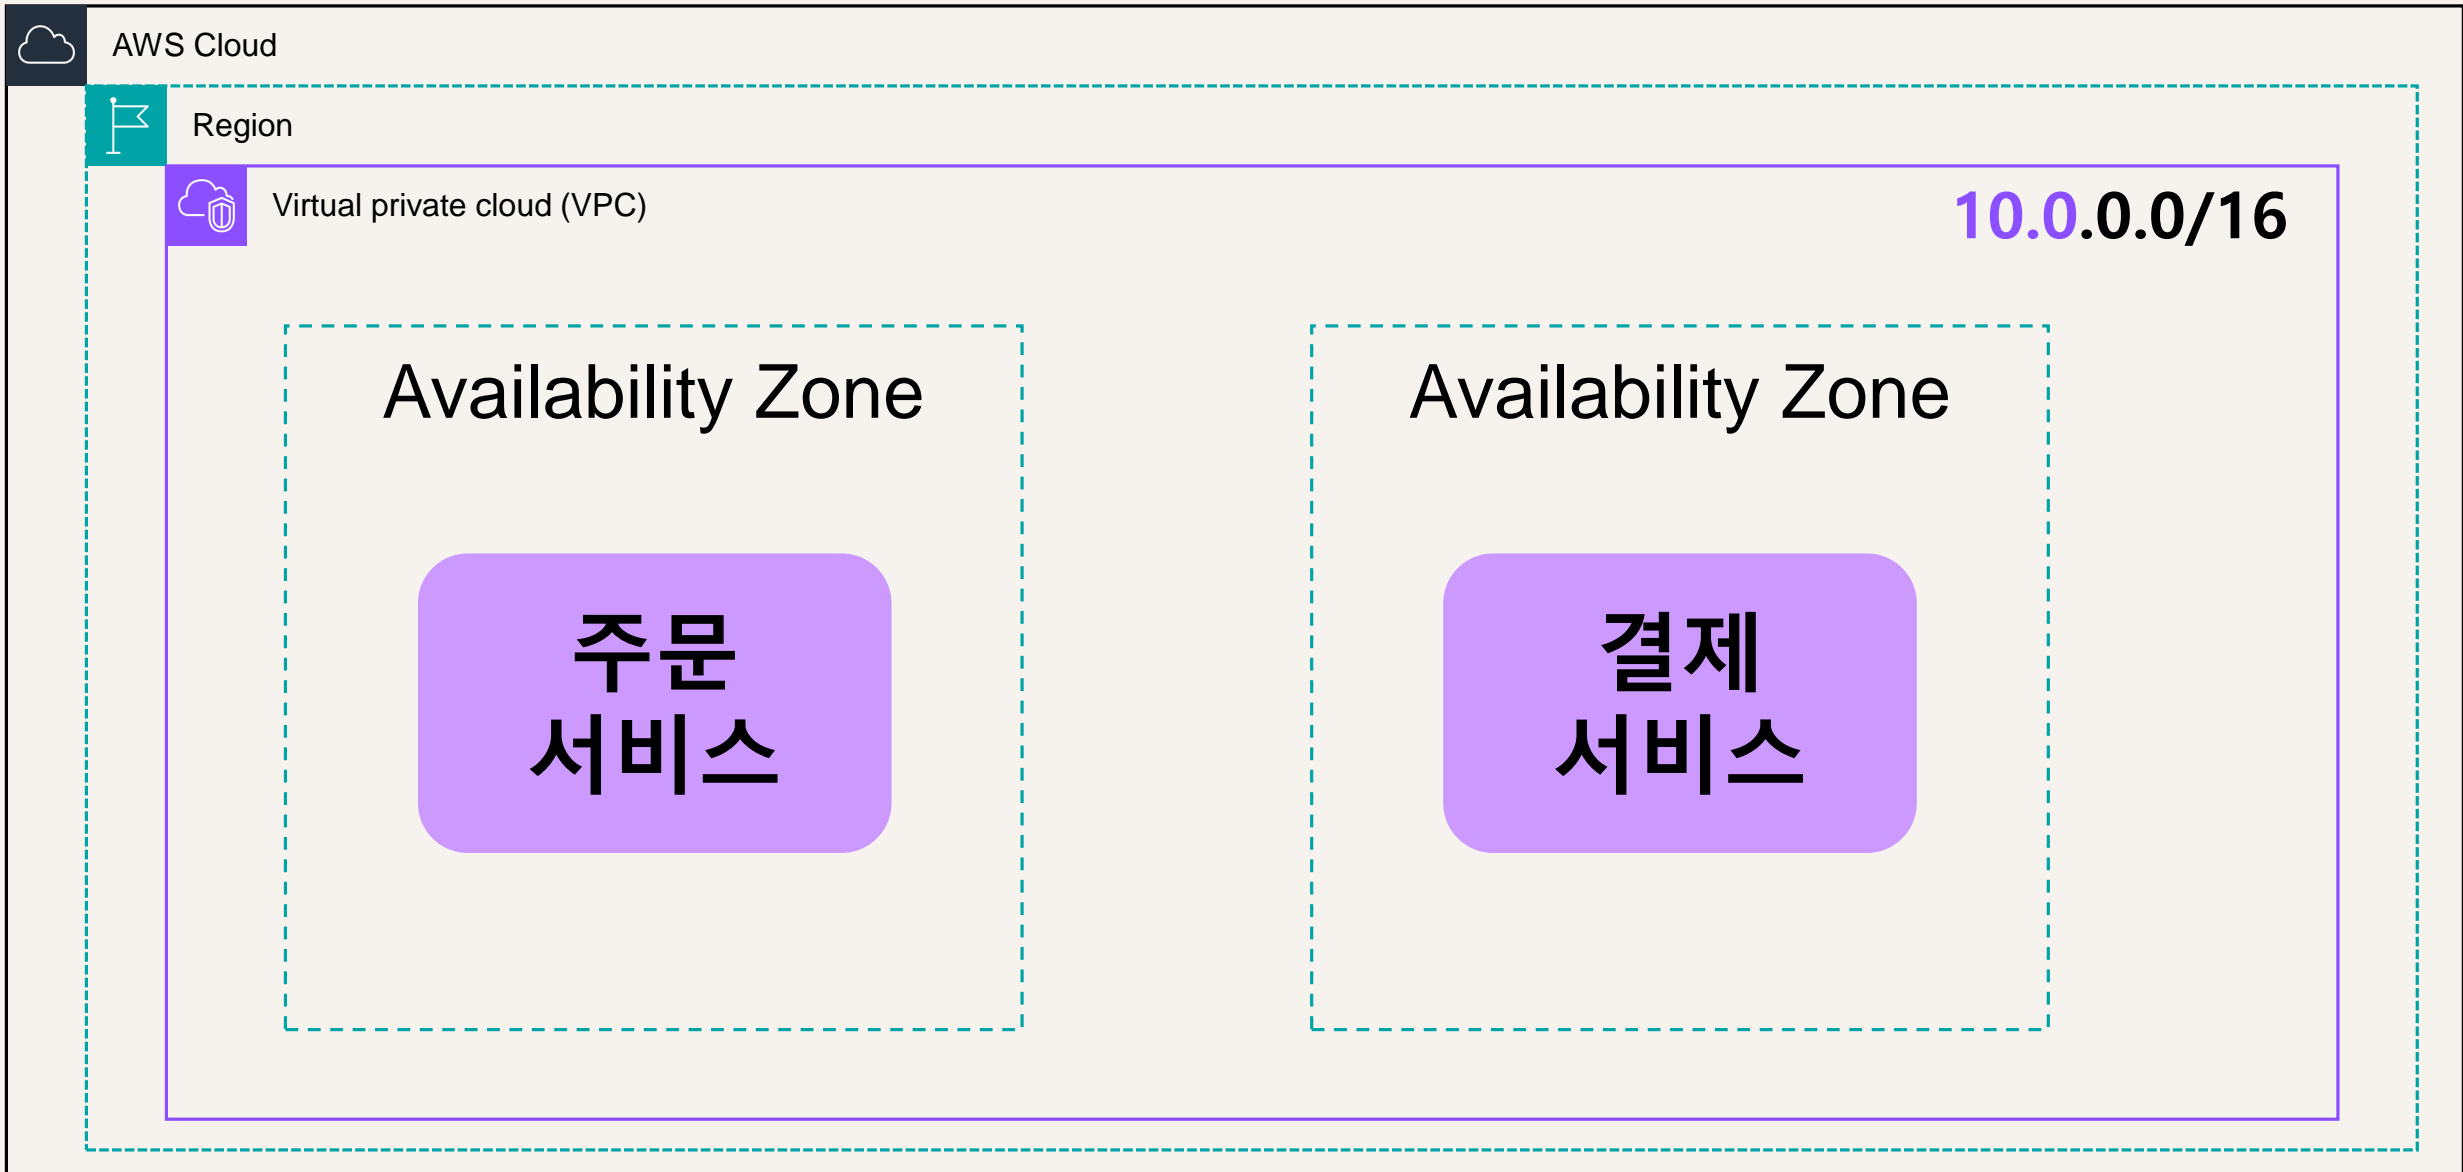 AWS Cloud
Region
Virtual private cloud (VPC)
10.0.0.0/16
Availability Zone
주문
서비스
Availability Zone
결제
서비스